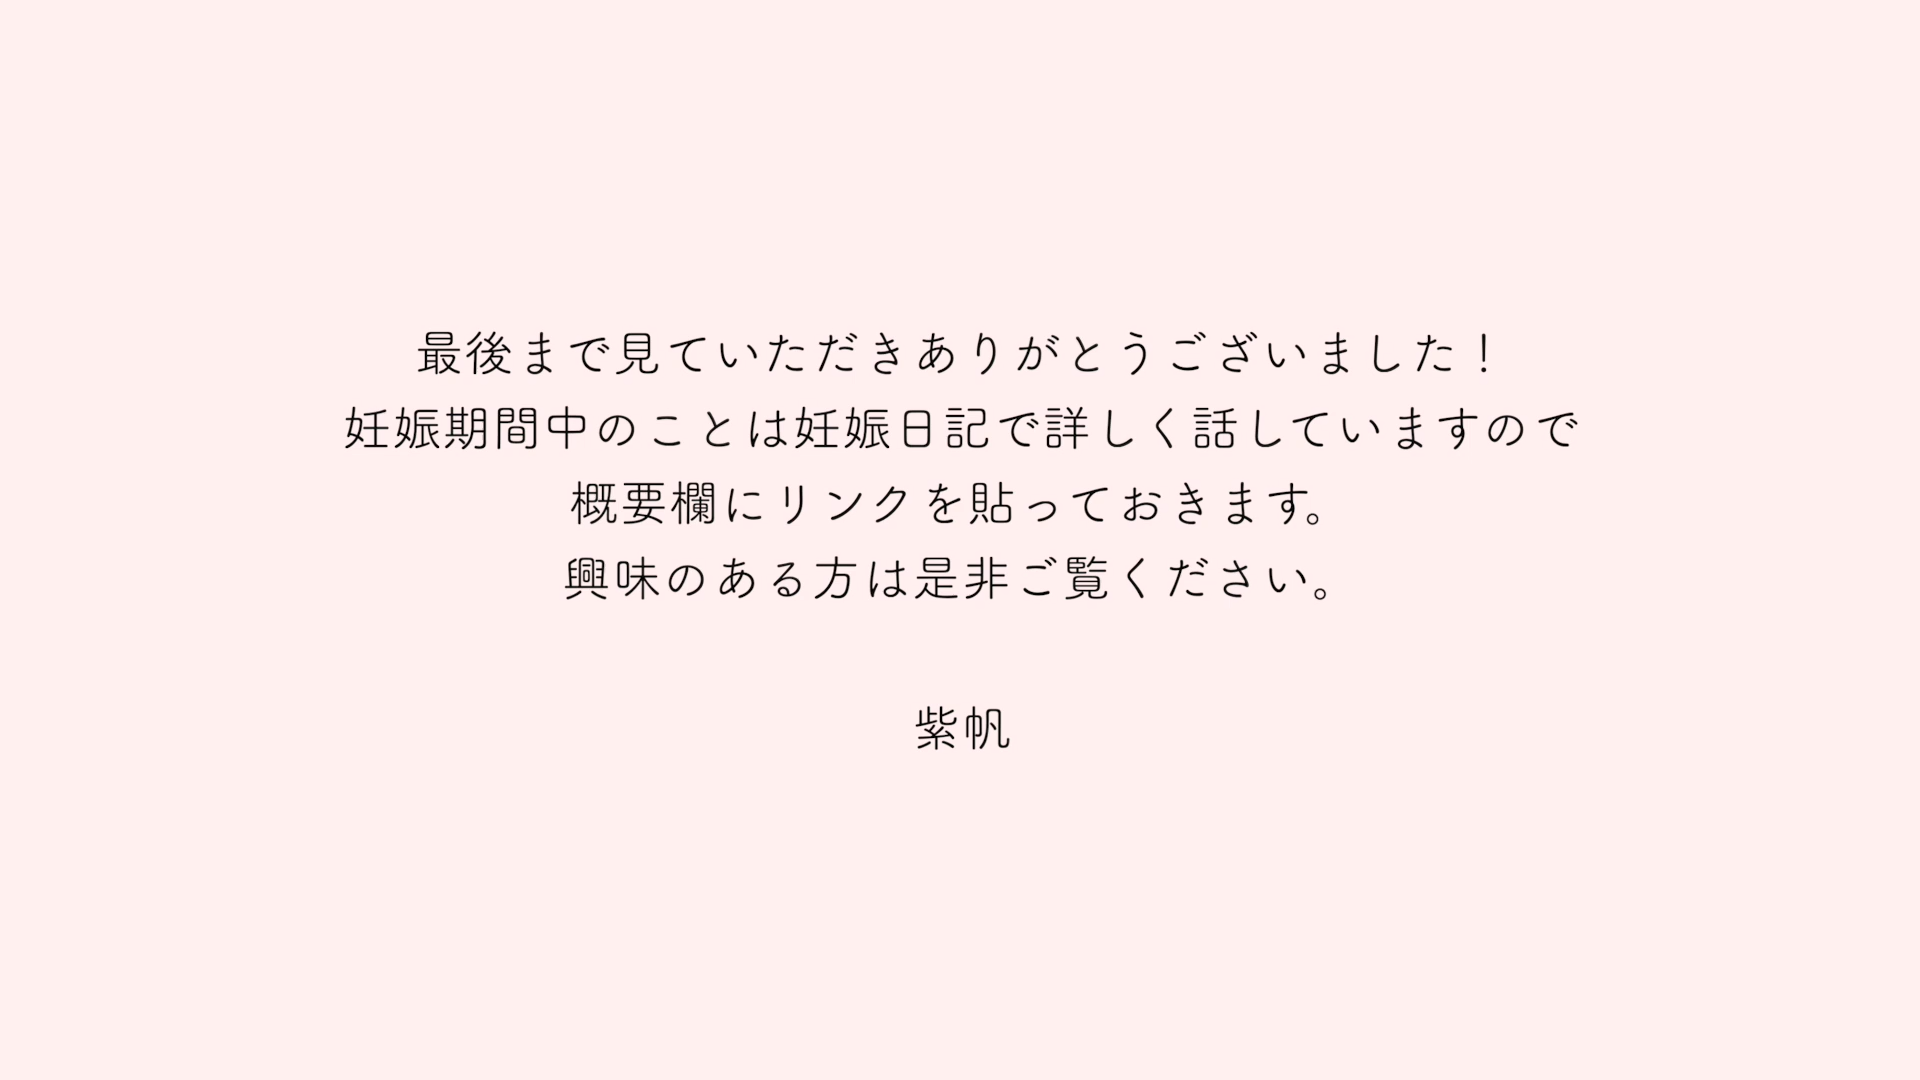 最後まで見ていただきありがとうございました！
妊娠期間中のことは妊娠日記で詳しく話していますので
概要欄にリンクを貼っておきます。
興味のある方は是非ご覧ください。
紫帆